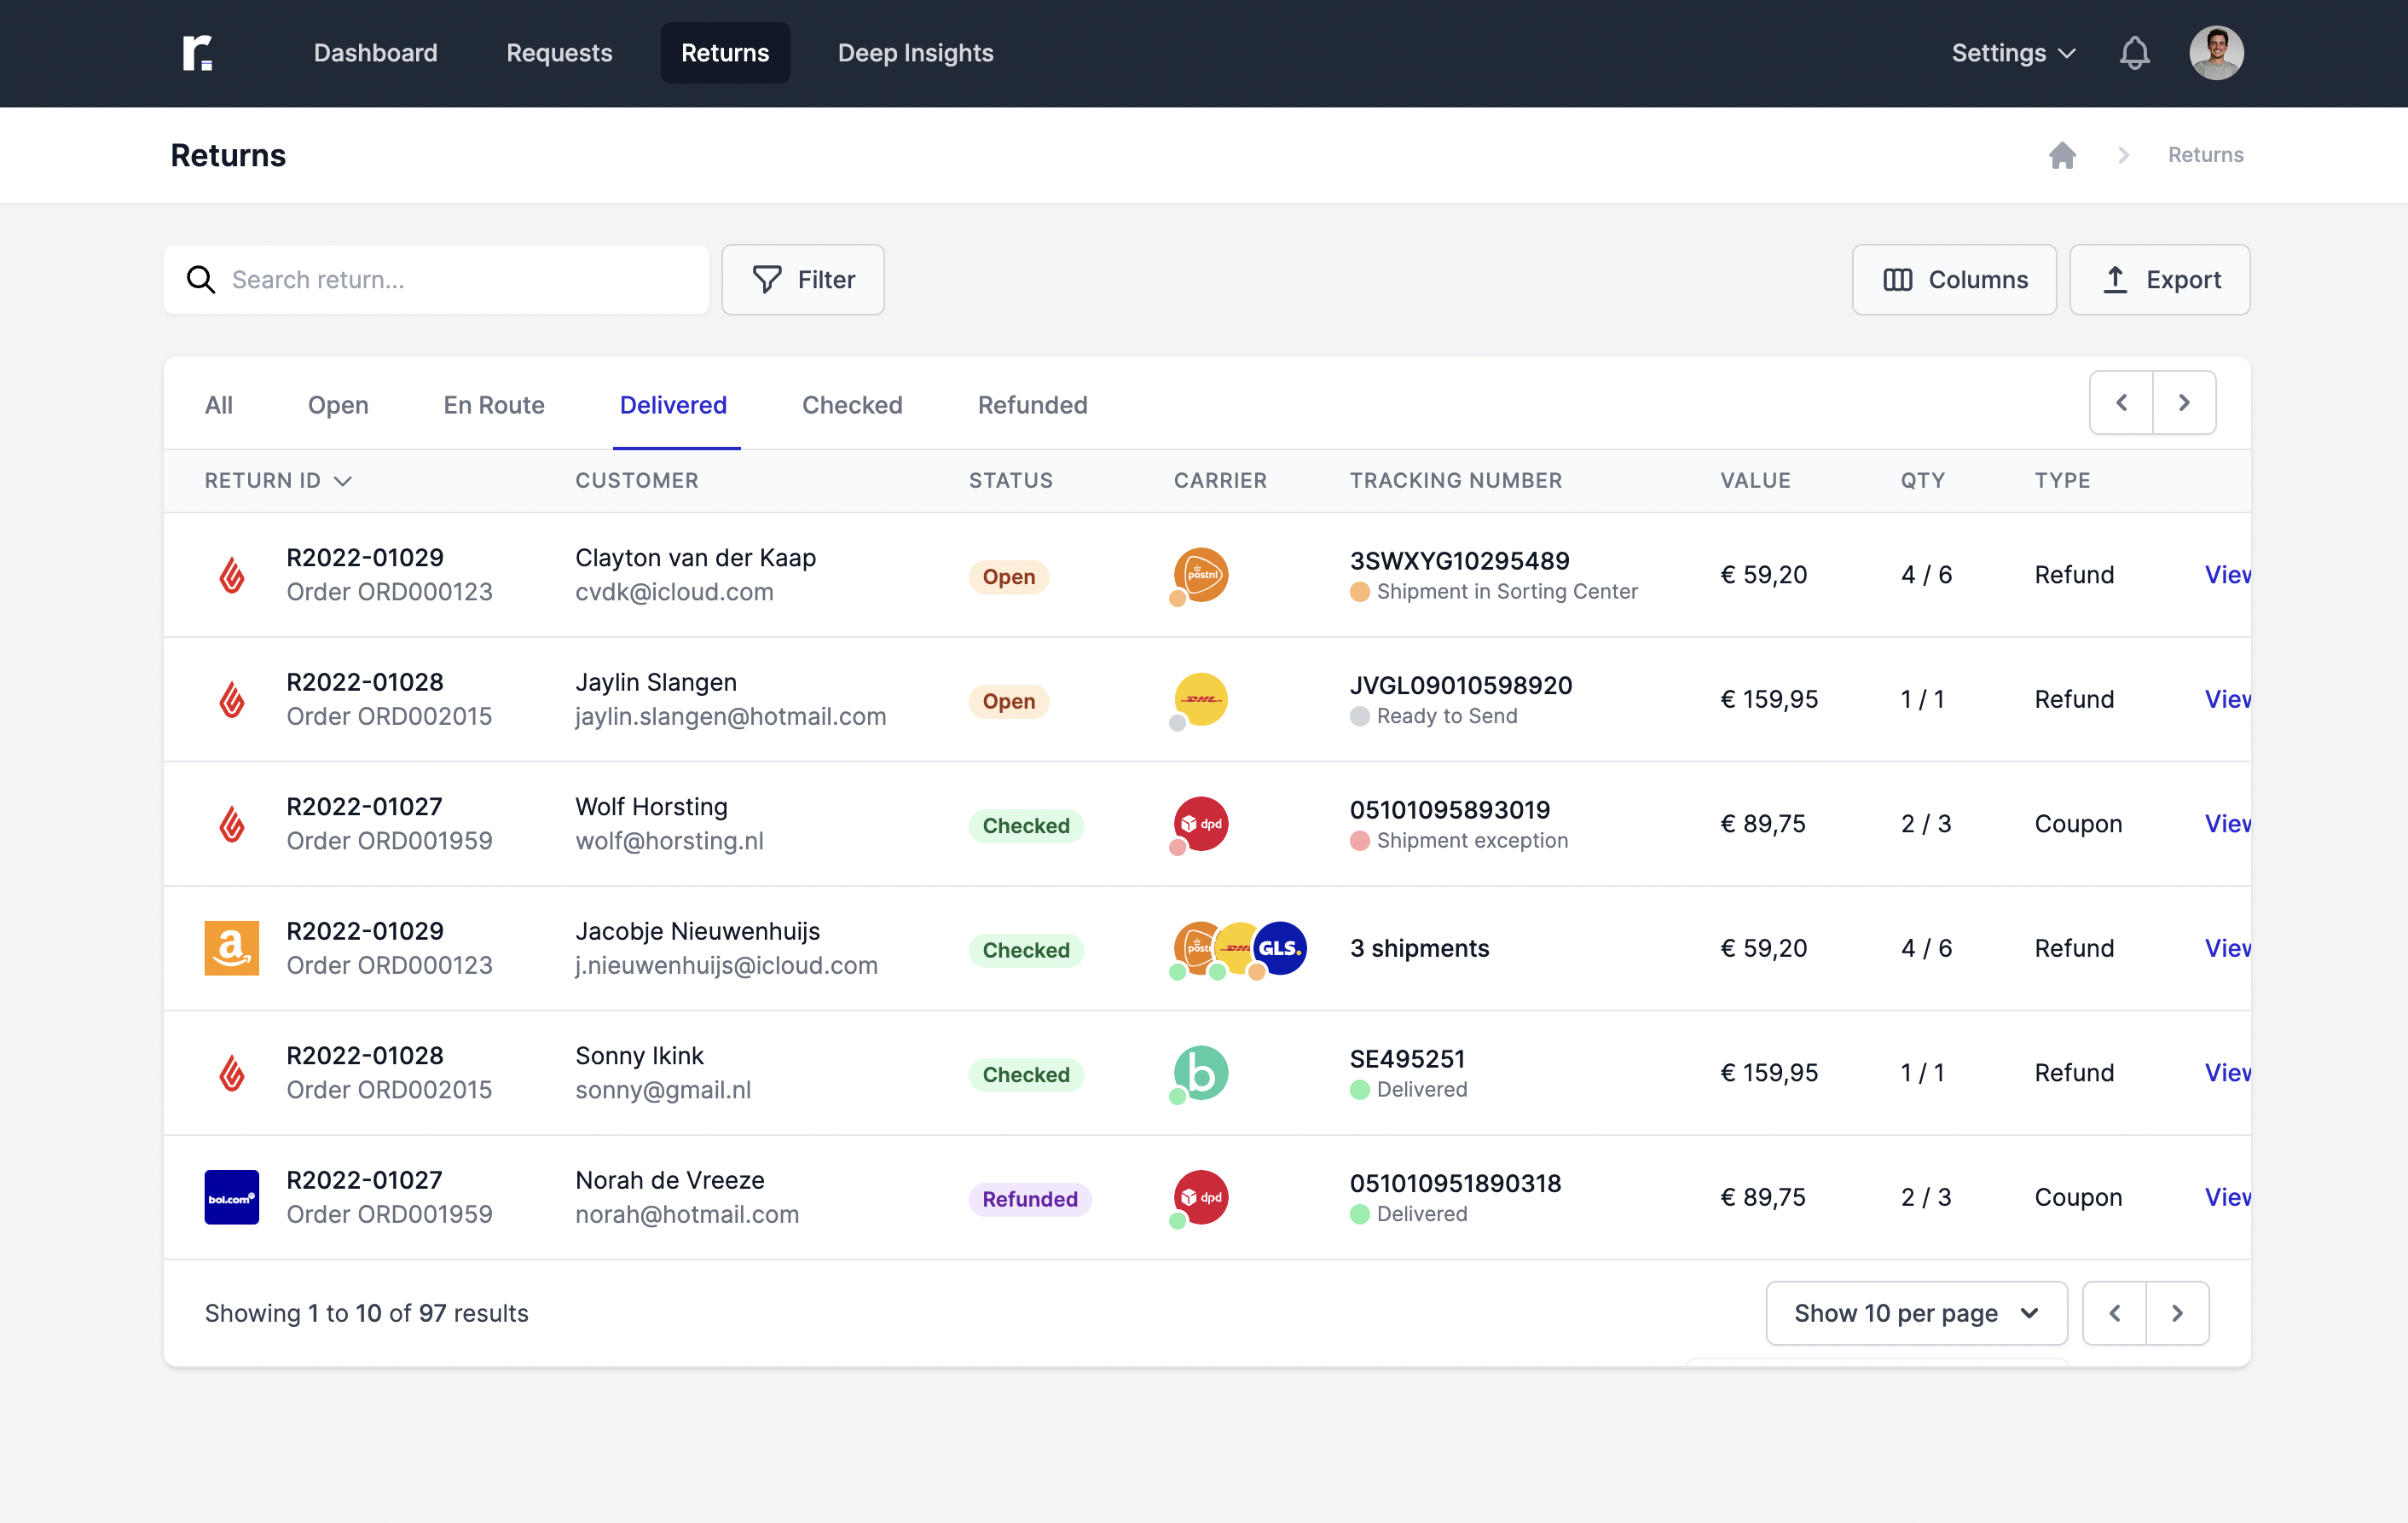 r.
Dashboard
Requests
Returns
Deep Insights
Settings
Returns
Returns
Search return...
Filter
Columns
Export
All
Open
En Route
Delivered
Checked
Refunded
RETURN ID
CUSTOMER
STATUS
CARRIER
TRACKING NUMBER
VALUE
QTY
TYPE
R2022-01029
Order ORD000123
Clayton van der Kaap
cvdk@icloud.com
Open
postnl
3SWXYG10295489
Shipment in Sorting Center
€ 59,20
4 / 6
Refund
View
R2022-01028
Order ORD002015
Jaylin Slangen
jaylin.slangen@hotmail.com
Open
DHL
JVGL09010598920
Ready to Send
€ 159,95
1 / 1
Refund
View
R2022-01027
Order ORD001959
Wolf Horsting
wolf@horsting.nl
Checked
dpd
05101095893019
Shipment exception
€ 89,75
2 / 3
Coupon
View
a
R2022-01029
Order ORD000123
Jacobje Nieuwenhuijs
j.nieuwenhuijs@icloud.com
Checked
postnl
DHL
GLS.
3 shipments
€ 59,20
4 / 6
Refund
View
R2022-01028
Order ORD002015
Sonny Ikink
sonny@gmail.nl
Checked
b
SE495251
Delivered
€ 159,95
1 / 1
Refund
View
bol.com
R2022-01027
Order ORD001959
Norah de Vreeze
norah@hotmail.com
Refunded
dpd
051010951890318
Delivered
€ 89,75
2 / 3
Coupon
View
Showing 1 to 10 of 97 results
Show 10 per page